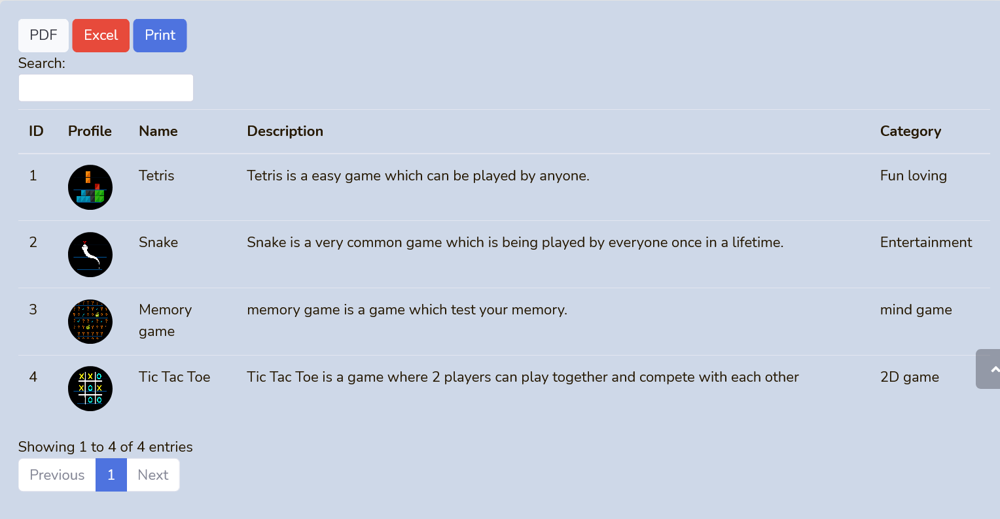 PDF Excel Print
Search:
ID Profile Name Description Category
1 Tetris Tetris is a easy game which can be played by anyone. Fun loving
2 Snake Snake is a very common game which is being played by everyone once in a lifetime. Entertainment
3 Memory memory game is a game which test your memory. mind game
game
4 Tic Tac Toe Tic Tac Toe is a game where 2 players can play together and compete with each other 2D game
Showing 1 to 4 of 4 entries
Previous 1 Next